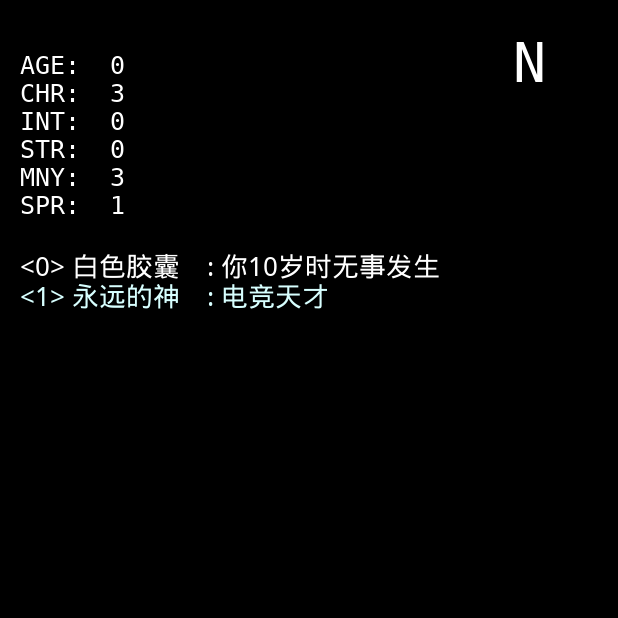 N
AGE: 0
CHR: 3
INT: 0
STR: 0
MNY: 3
SPR: 1
<0> 白色胶囊 : 你10岁时无事发生
<1> 永远的神 : 电竞天才